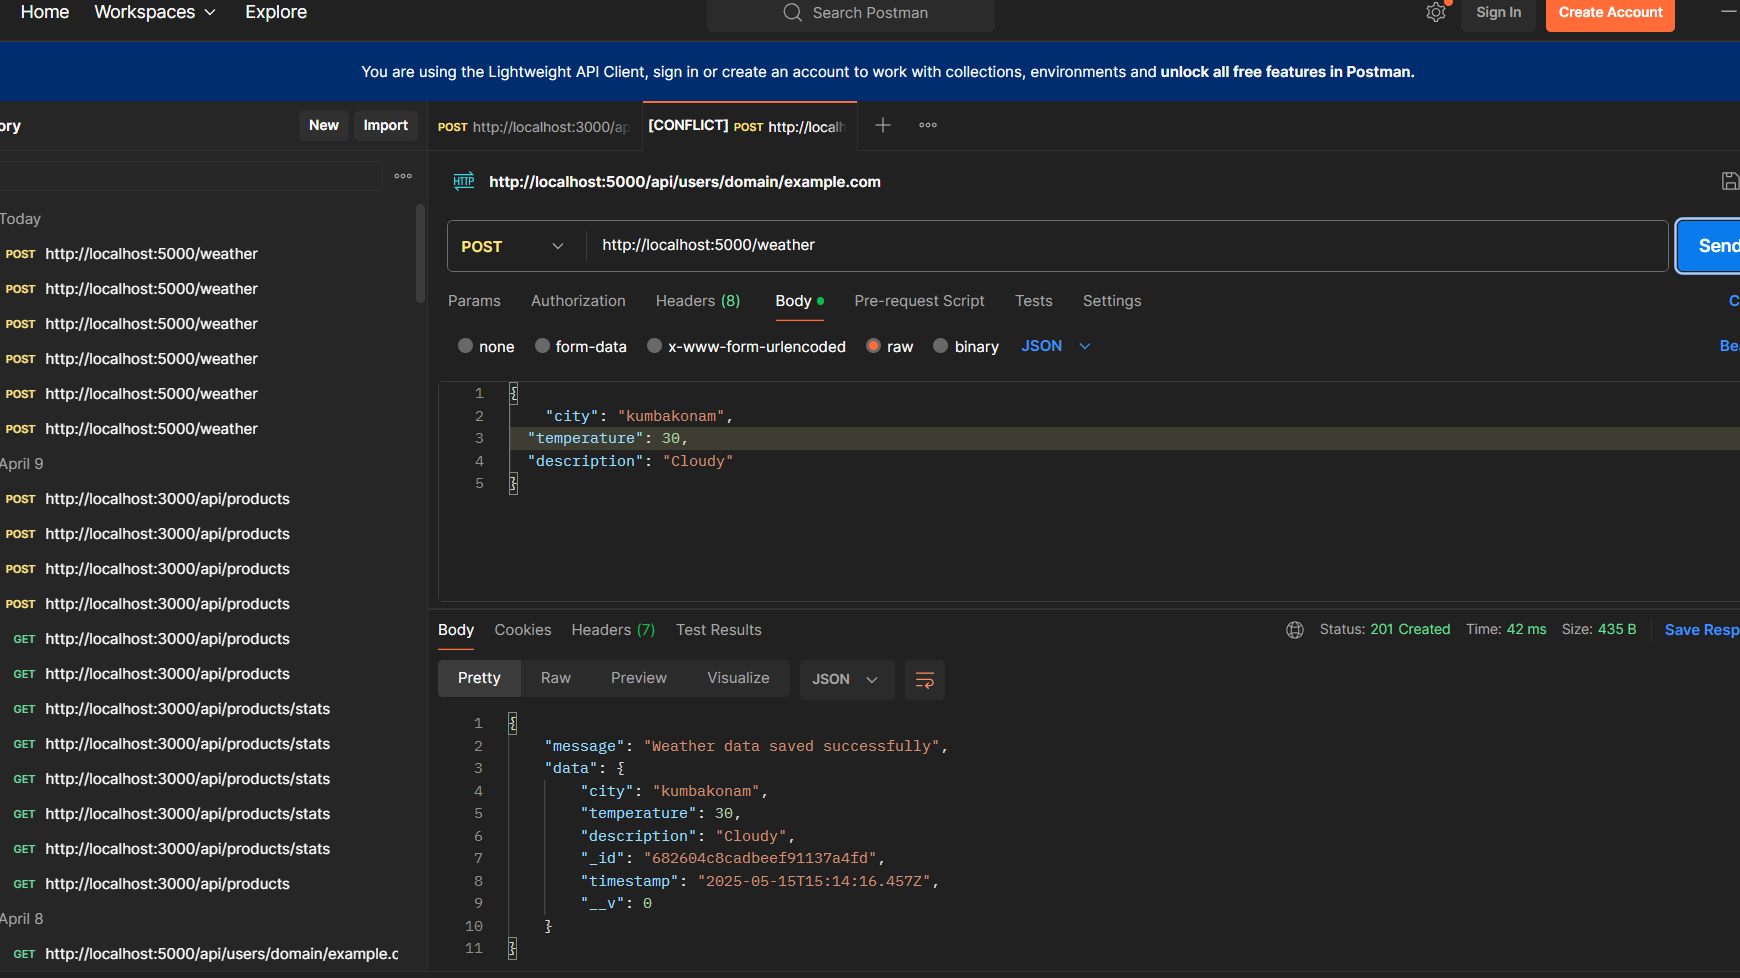 Home Workspaces Explore Search Postman Sign In Create Account
You are using the Lightweight API Client, sign in or create an account to work with collections, environments and unlock all free features in Postman.
ory New Import
POST http://localhost:3000/ap [CONFLICT] POST http://localh
HTTP http://localhost:5000/api/users/domain/example.com
Today
POST http://localhost:5000/weather
POST http://localhost:5000/weather
POST http://localhost:5000/weather
POST http://localhost:5000/weather
POST http://localhost:5000/weather
POST http://localhost:5000/weather
April 9
POST http://localhost:3000/api/products
POST http://localhost:3000/api/products
POST http://localhost:3000/api/products
POST http://localhost:3000/api/products
GET http://localhost:3000/api/products
GET http://localhost:3000/api/products
GET http://localhost:3000/api/products/stats
GET http://localhost:3000/api/products/stats
GET http://localhost:3000/api/products/stats
GET http://localhost:3000/api/products/stats
GET http://localhost:3000/api/products/stats
GET http://localhost:3000/api/products
April 8
GET http://localhost:5000/api/users/domain/example.c
POST http://localhost:5000/weather Send
Params Authorization Headers (8) Body Pre-request Script Tests Settings C
none form-data x-www-form-urlencoded raw binary JSON Be
1 {
2 "city": "kumbakonam",
3 "temperature": 30,
4 "description": "Cloudy"
5 }
Body Cookies Headers (7) Test Results Status: 201 Created Time: 42 ms Size: 435 B Save Resp
Pretty Raw Preview Visualize JSON
1 {
2 "message": "Weather data saved successfully",
3 "data": {
4 "city": "kumbakonam",
5 "temperature": 30,
6 "description": "Cloudy",
7 "_id": "682604c8cadbeef91137a4fd",
8 "timestamp": "2025-05-15T15:14:16.457Z",
9 "__v": 0
10 }
11 }